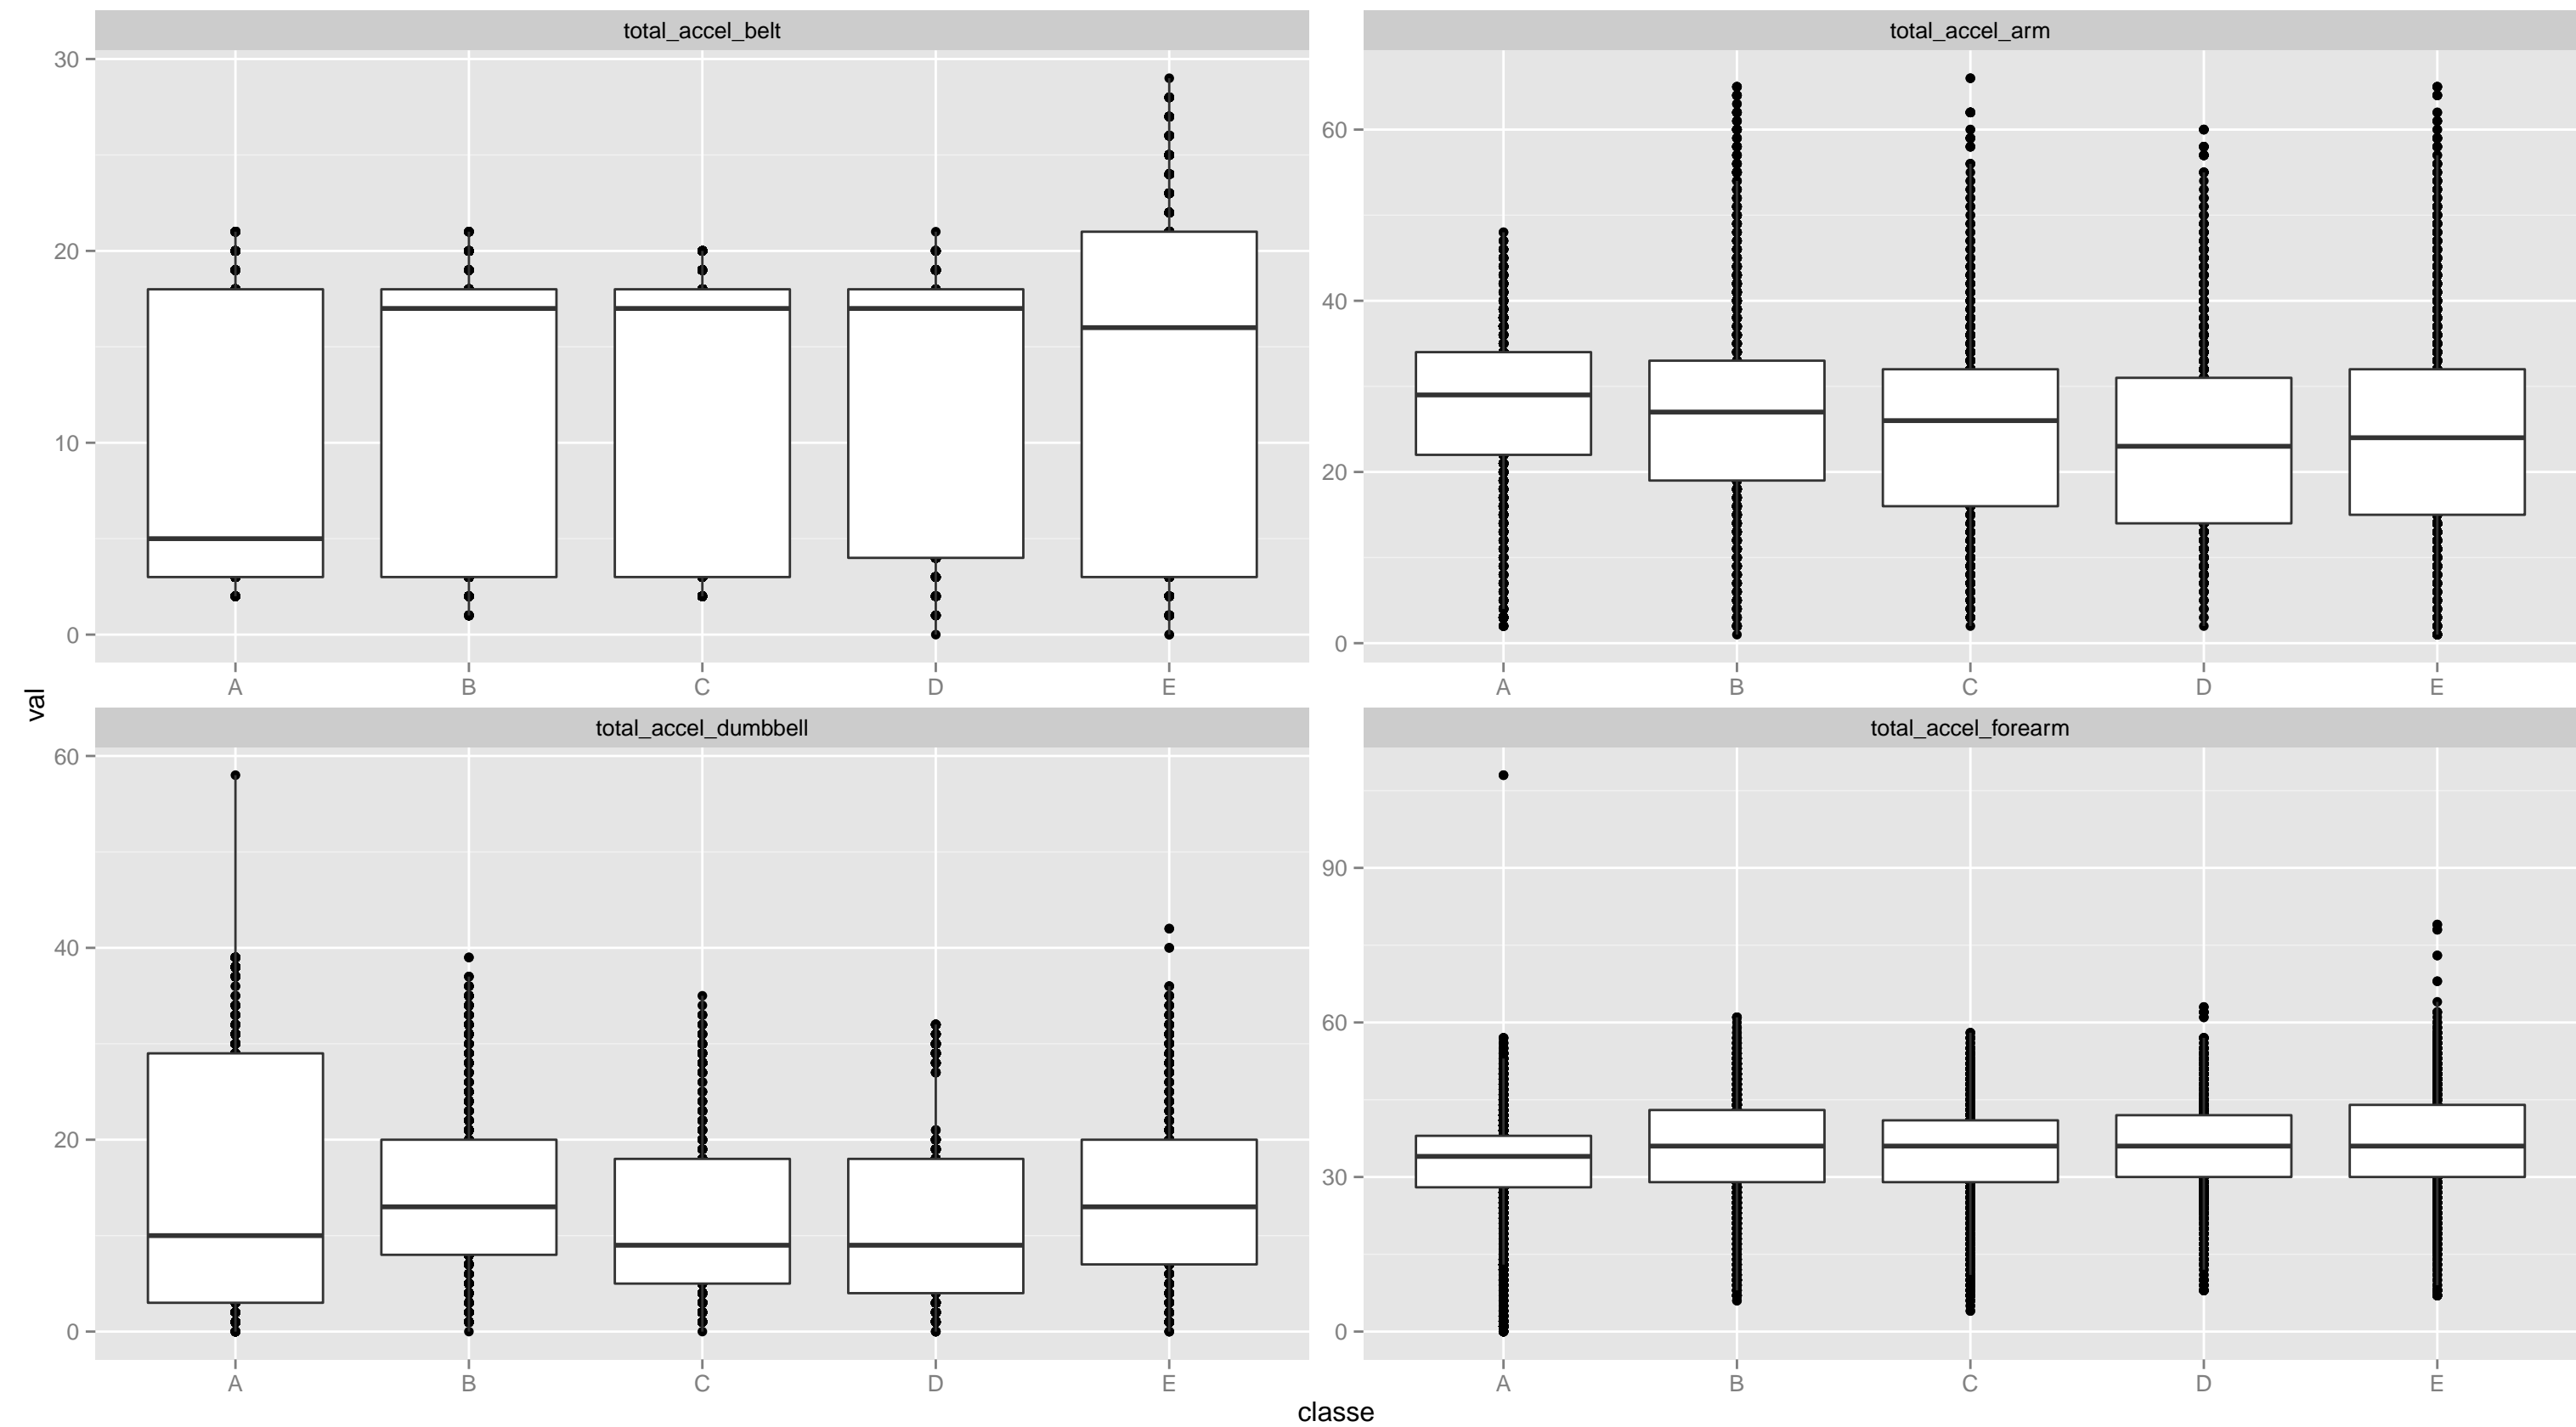 total_accel_belt
total_accel_arm
30
20
10
0
60
40
20
0
A B C D E
A B C D E
val
total_accel_dumbbell
total_accel_forearm
60
40
20
0
90
60
30
0
A B C D E
A B C D E
classe